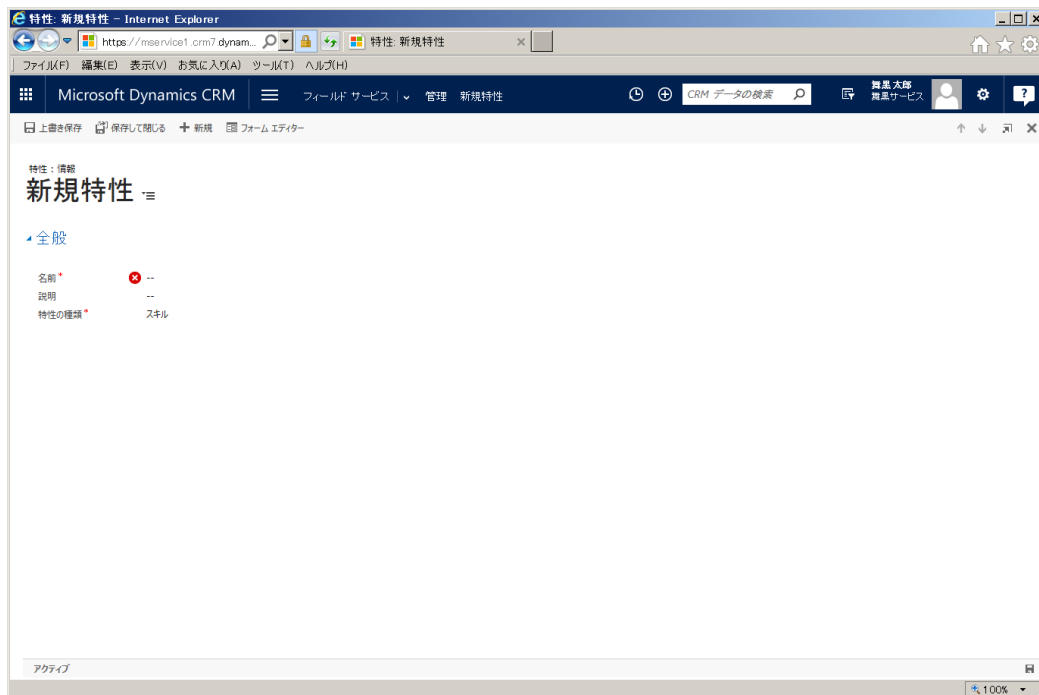 特性: 新規特性 - Internet Explorer
https://mservice1.crm7.dynam... 特性: 新規特性
ファイル(F) 編集(E) 表示(V) お気に入り(A) ツール(T) ヘルプ(H)
Microsoft Dynamics CRM フィールド サービス 管理 新規特性 CRM データの検索 舞黒 太郎
舞黒サービス
上書き保存 保存して閉じる 新規 フォーム エディター
特性 : 情報
新規特性
全般
名前* --
説明 --
特性の種類* スキル
アクティブ
100%